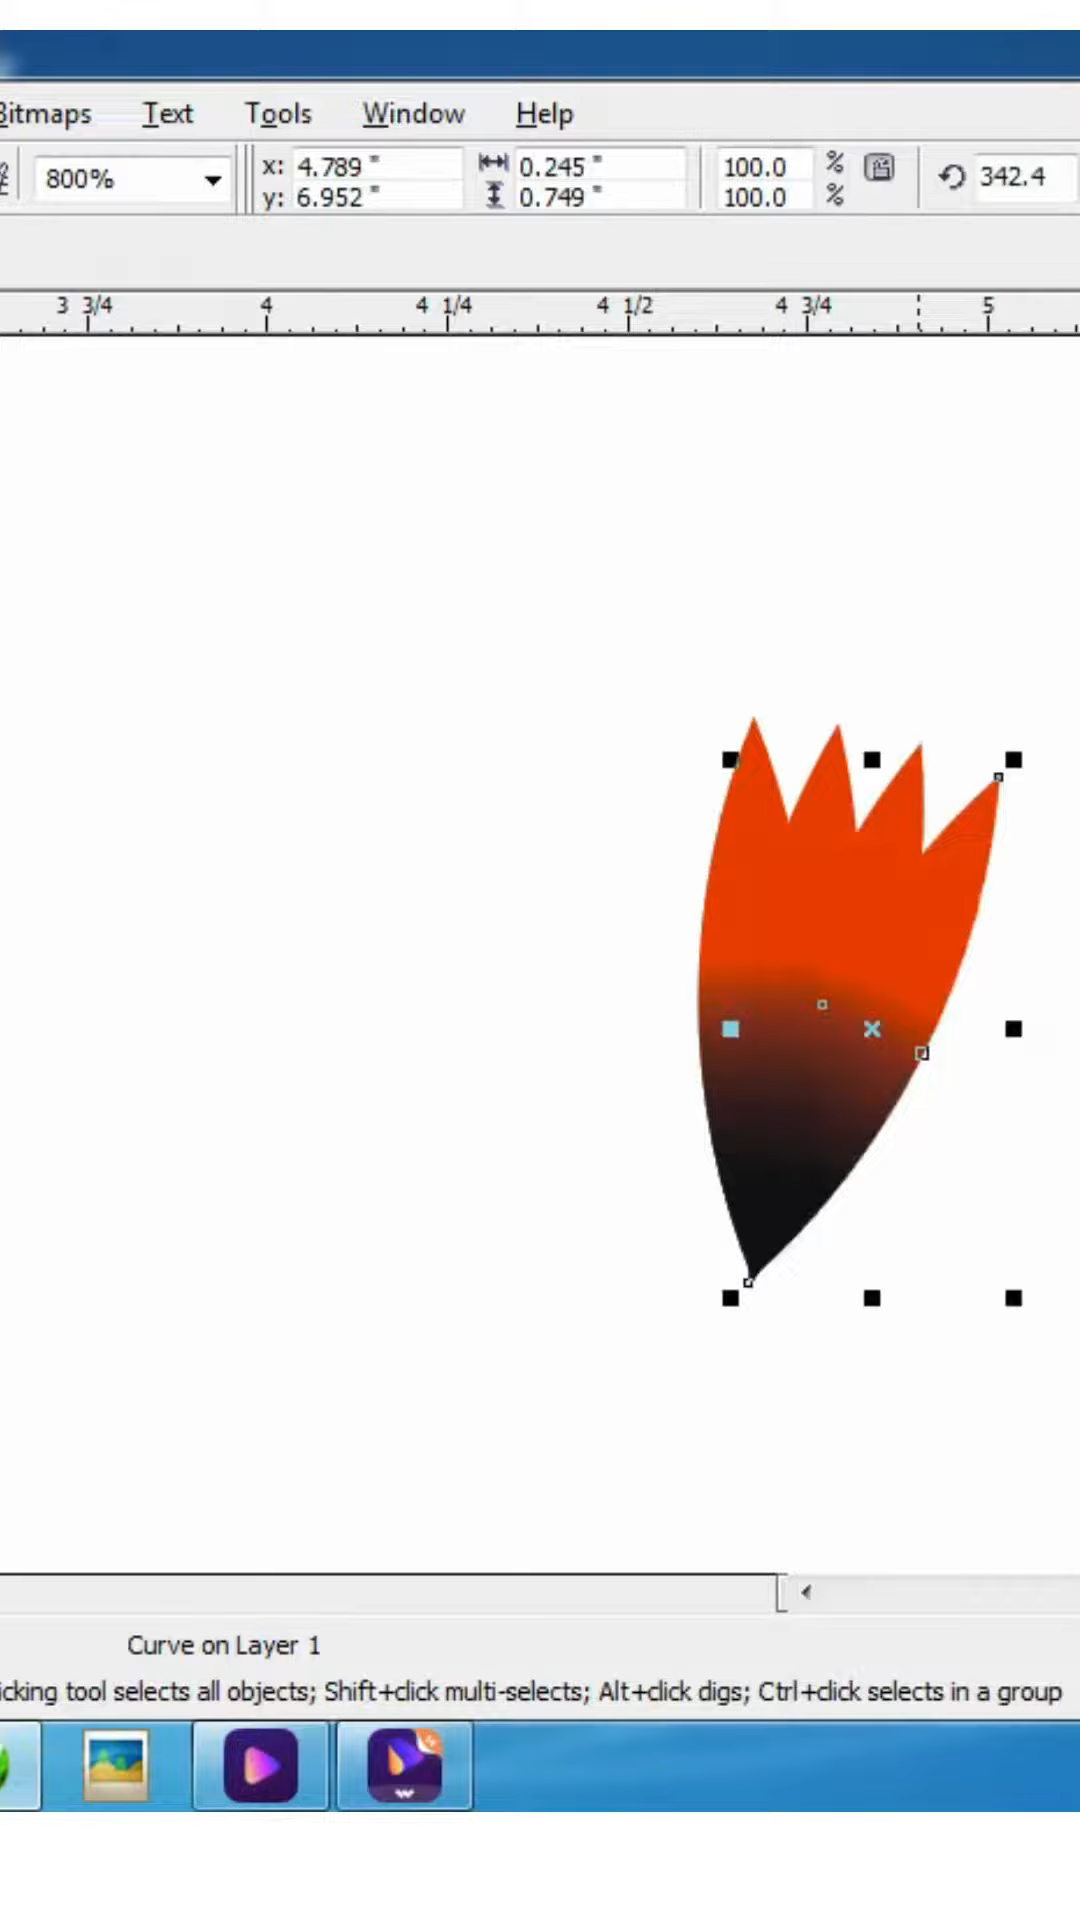 Bitmaps Text Tools Window Help
800% x: 4.789 " 0.245 " 100.0 % 342.4
y: 6.952 " 0.749 " 100.0 %
3 3/4 4 4 1/4 4 1/2 4 3/4 5
Curve on Layer 1
icking tool selects all objects; Shift+click multi-selects; Alt+click digs; Ctrl+click selects in a group